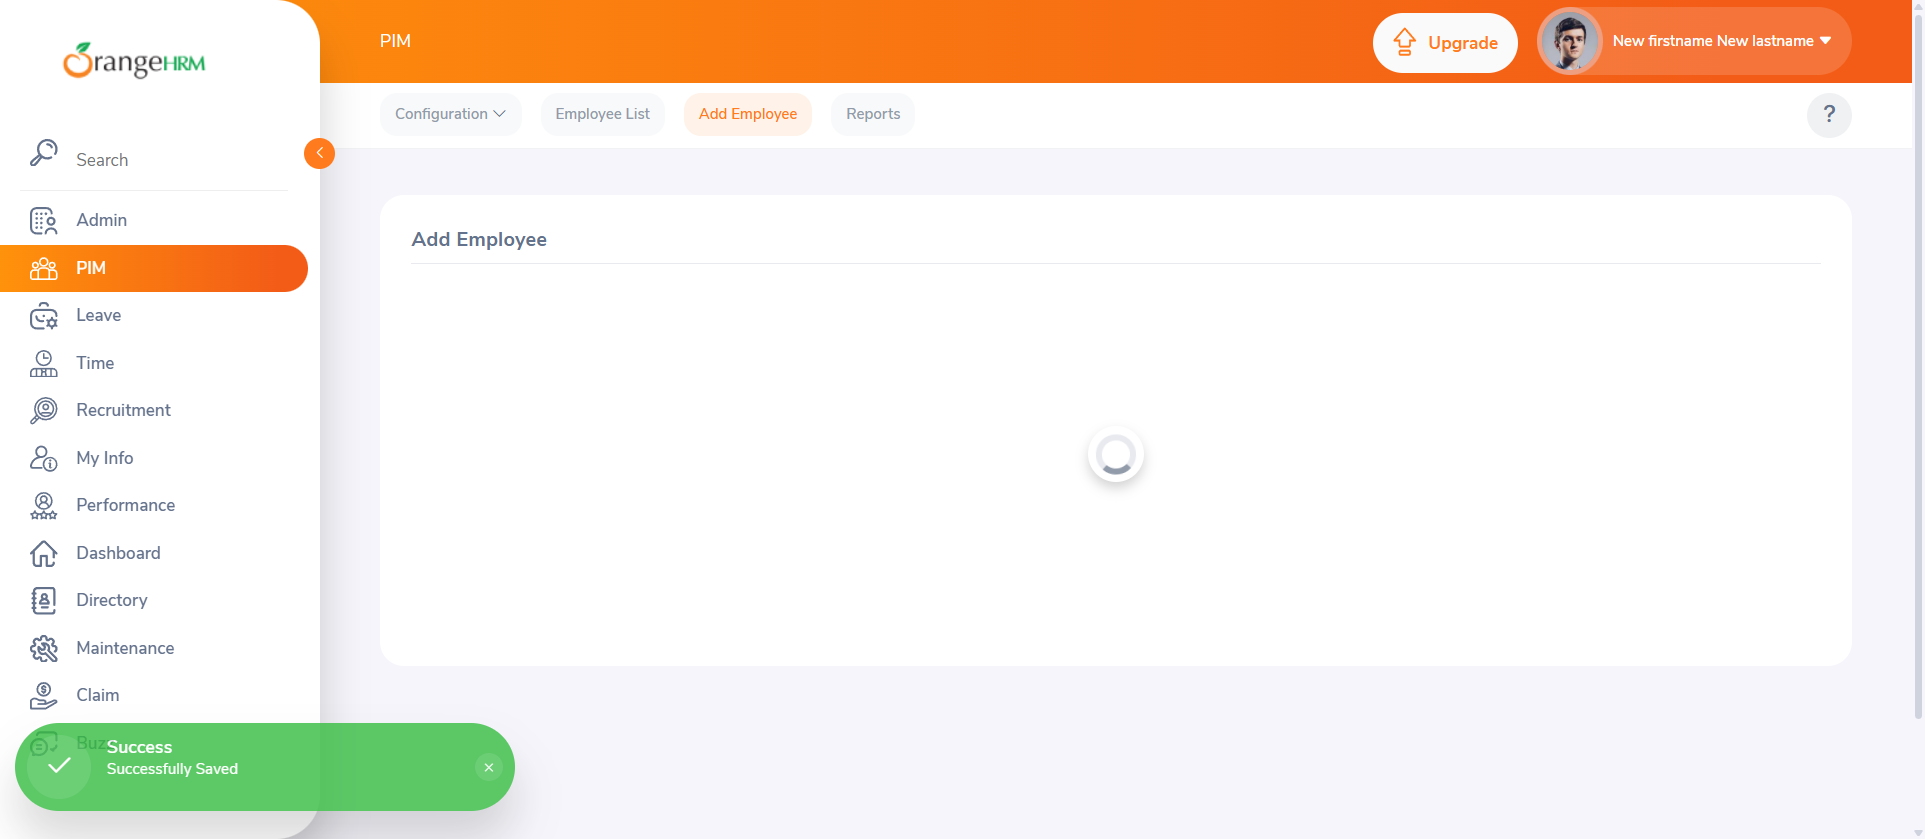 OrangeHRM
PIM
Upgrade
New firstname New lastname
Configuration
Employee List
Add Employee
Reports
?
Search
Add Employee
Admin
PIM
Leave
Time
Recruitment
My Info
Performance
Dashboard
Directory
Maintenance
Claim
Buz
Success
Successfully Saved